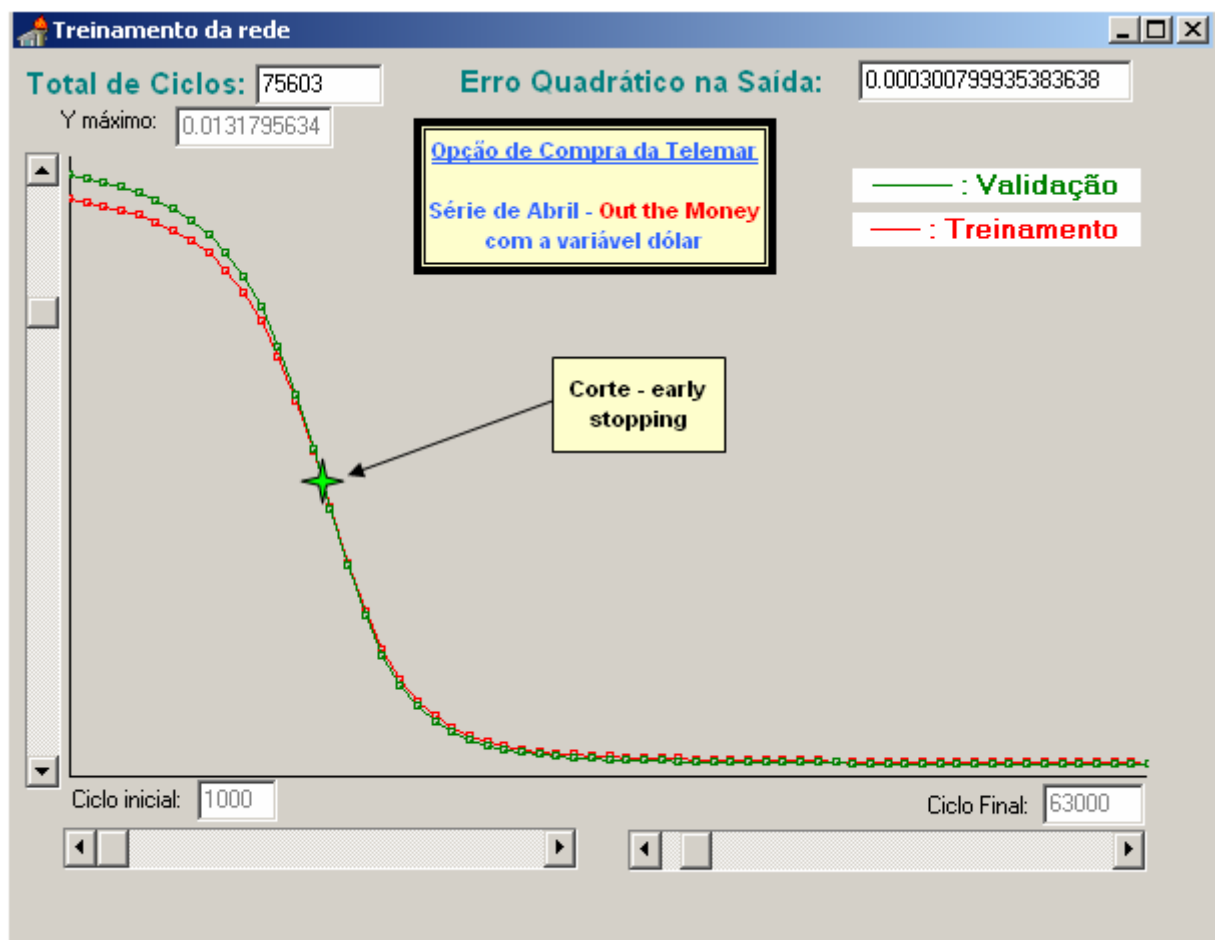 Treinamento da rede
Total de Ciclos: 75603
Erro Quadrático na Saída: 0.000300799935383638
Y máximo: 0.0131795634
Opção de Compra da Telemar
Série de Abril - Out the Money
com a variável dólar
: Validação
: Treinamento
Corte - early
stopping
Ciclo inicial: 1000
Ciclo Final: 63000